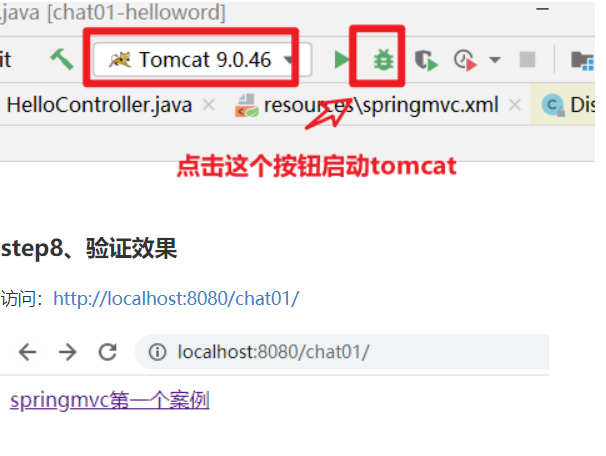 .java [chat01-helloword]
it Tomcat 9.0.46
HelloController.java × resources\springmvc.xml × C Dis
点击这个按钮启动tomcat
step8、验证效果
访问：http://localhost:8080/chat01/
localhost:8080/chat01/
springmvc第一个案例